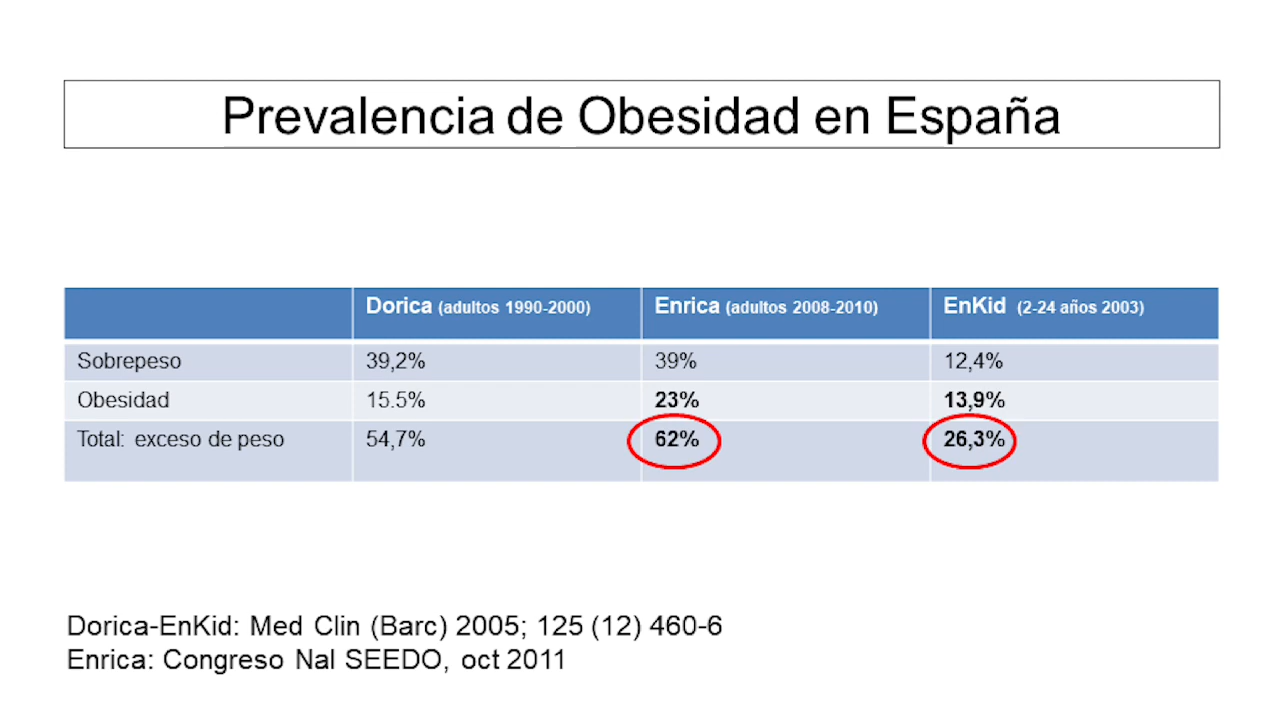 Prevalencia de Obesidad en España
Dorica (adultos 1990-2000) Enrica (adultos 2008-2010) EnKid (2-24 años 2003)
Sobrepeso 39,2% 39% 12,4%
Obesidad 15.5% 23% 13,9%
Total: exceso de peso 54,7% 62% 26,3%
Dorica-EnKid: Med Clin (Barc) 2005; 125 (12) 460-6
Enrica: Congreso Nal SEEDO, oct 2011